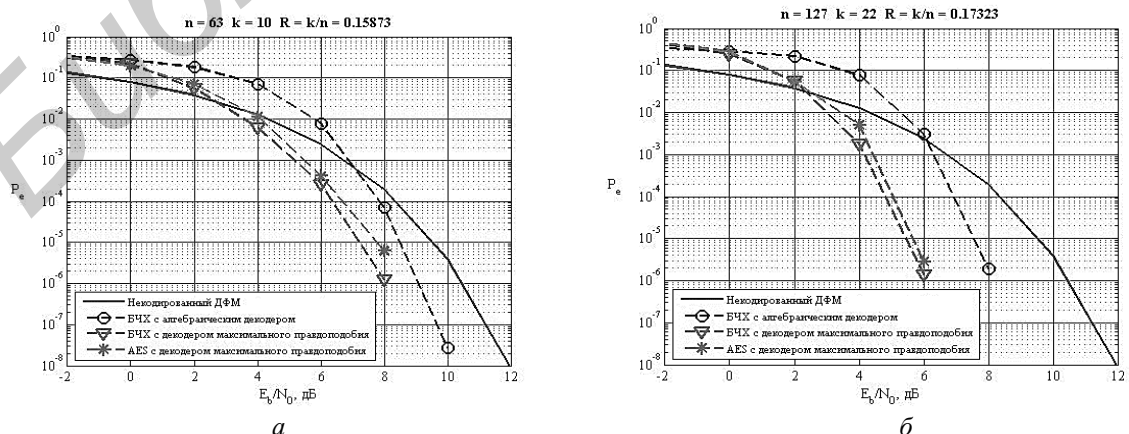 n = 63 k = 10 R = k/n = 0.15873
10^0
10^-1
10^-2
10^-3
10^-4
10^-5
10^-6
10^-7
10^-8
P_e
Некодированный ДФМ
БЧХ с алгебраическим декодером
БЧХ с декодером максимального правдоподобия
AES с декодером максимального правдоподобия
-2 0 2 4 6 8 10 12
E_b/N_0, дБ
а
n = 127 k = 22 R = k/n = 0.17323
10^0
10^-1
10^-2
10^-3
10^-4
10^-5
10^-6
10^-7
10^-8
P_e
Некодированный ДФМ
БЧХ с алгебраическим декодером
БЧХ с декодером максимального правдоподобия
AES с декодером максимального правдоподобия
-2 0 2 4 6 8 10 12
E_b/N_0, дБ
б